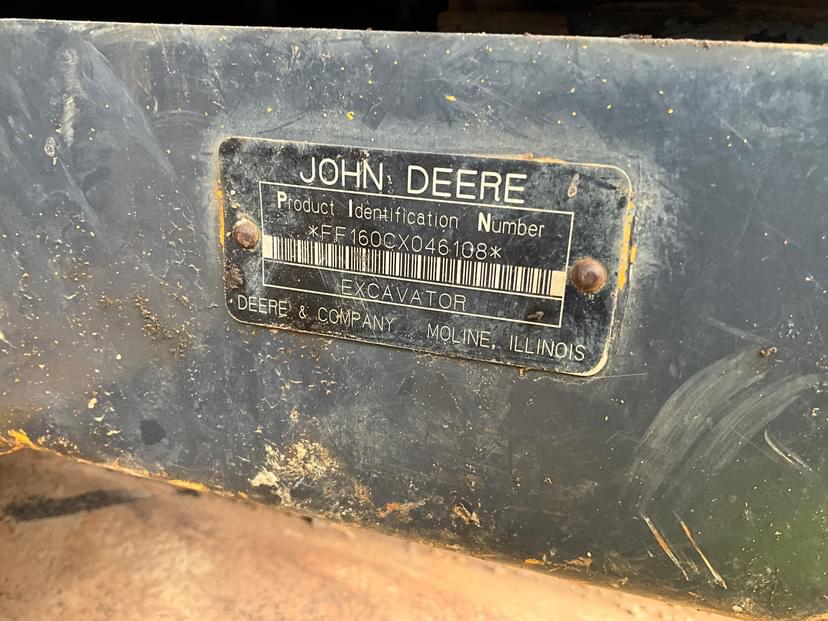 JOHN DEERE
Product Identification Number
*FF160CX046108*
EXCAVATOR
DEERE & COMPANY MOLINE, ILLINOIS